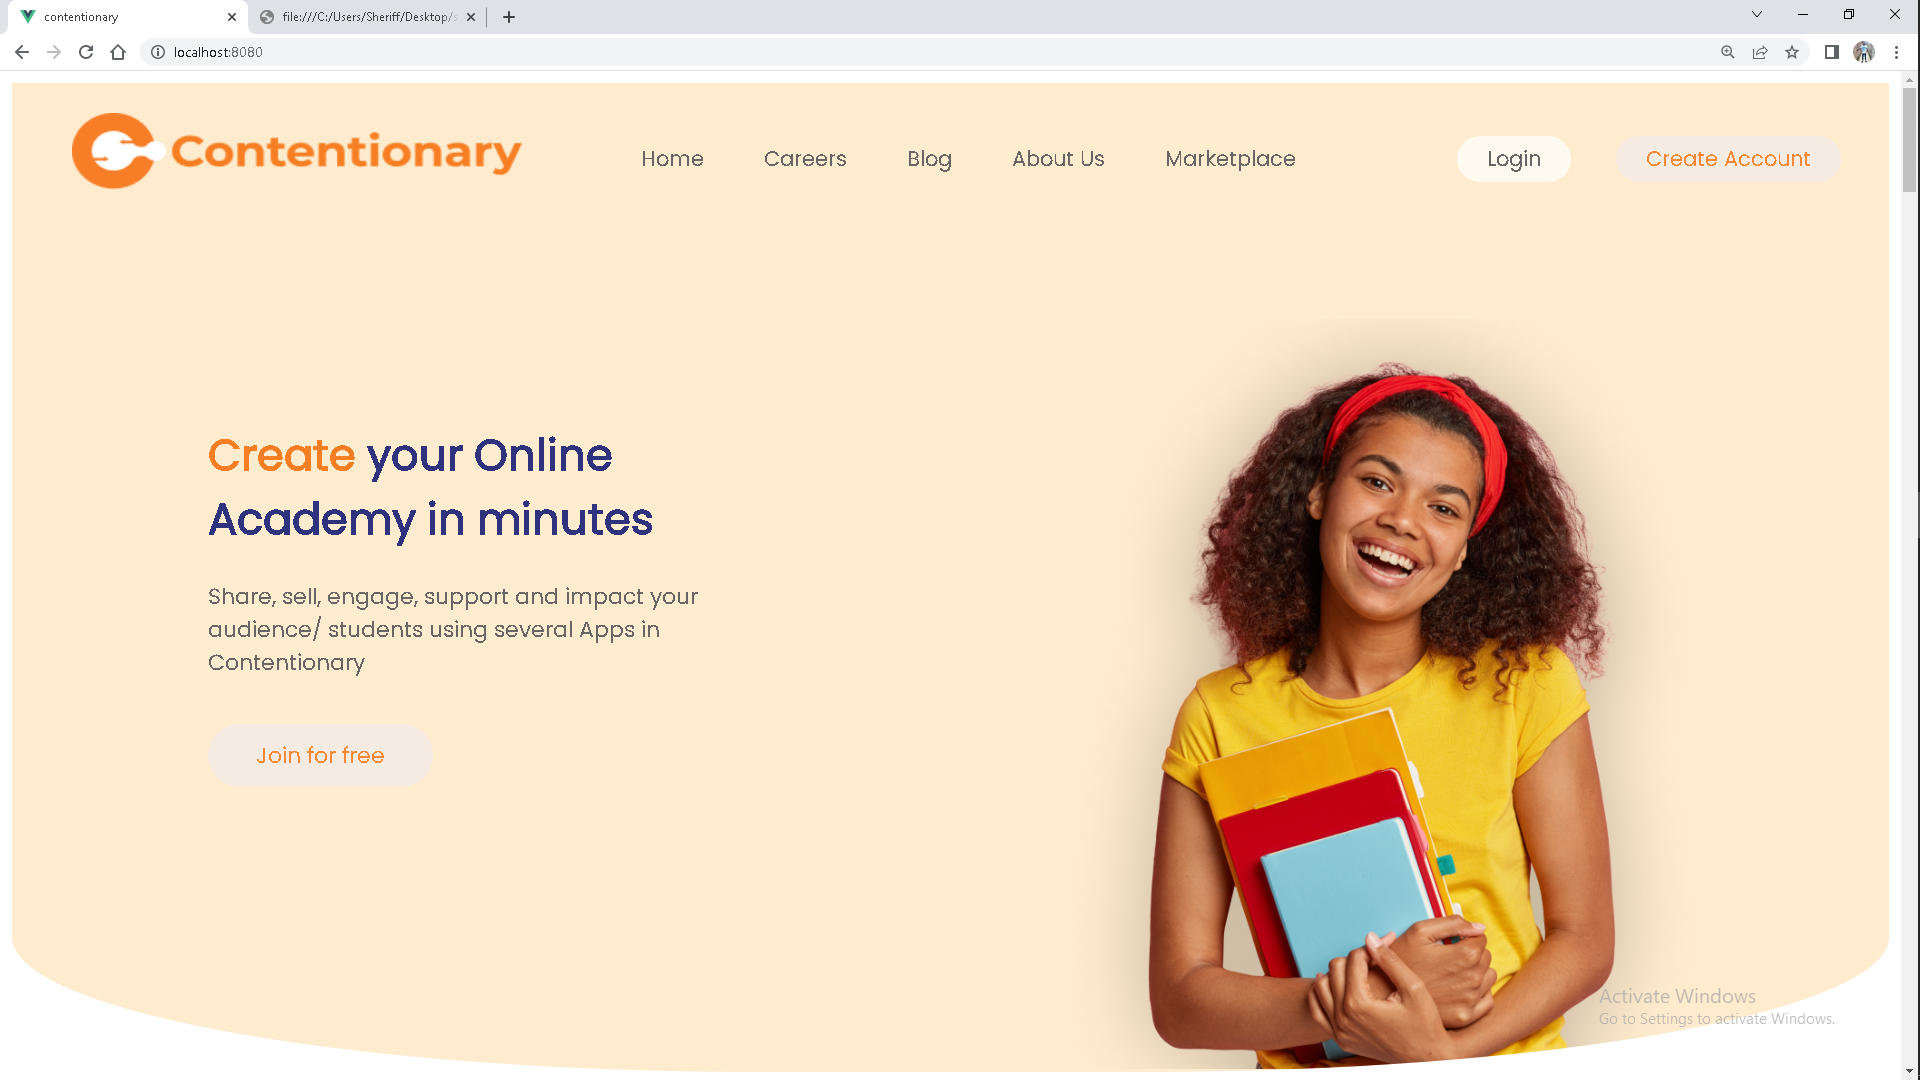 contentionary
file:///C:/Users/Sheriff/Desktop/
localhost:8080
Contentionary
Home
Careers
Blog
About Us
Marketplace
Login
Create Account
Create your Online
Academy in minutes
Share, sell, engage, support and impact your
audience/ students using several Apps in
Contentionary
Join for free
Activate Windows
Go to Settings to activate Windows.